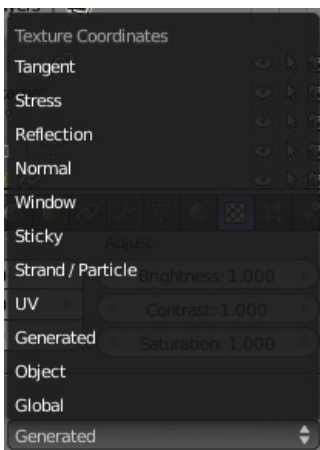 Texture Coordinates
Tangent
Stress
Reflection
Normal
Window
Sticky
Adjust:
Strand / Particle
Brightness: 1.000
UV
Contrast: 1.000
Generated
Saturation: 1.000
Object
Global
Generated